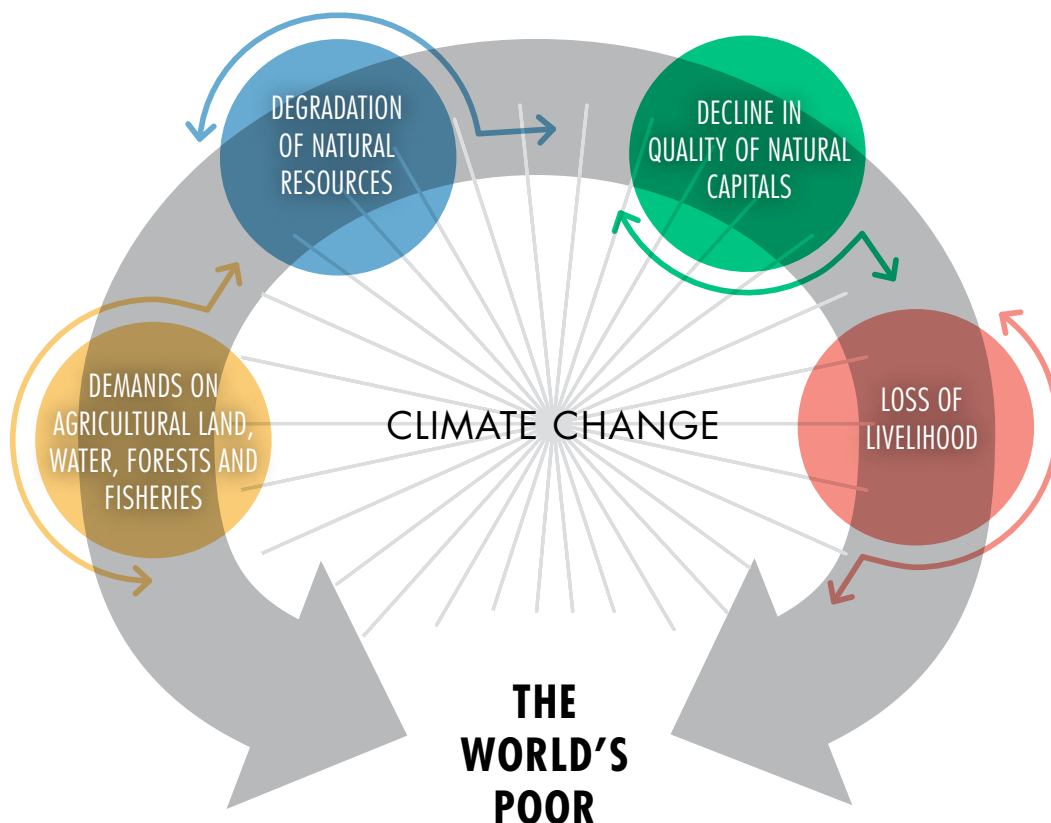 DEGRADATION
OF NATURAL
RESOURCES
DECLINE IN
QUALITY OF NATURAL
CAPITALS
DEMANDS ON
AGRICULTURAL LAND,
WATER, FORESTS AND
FISHERIES
CLIMATE CHANGE
LOSS OF
LIVELIHOOD
THE
WORLD'S
POOR